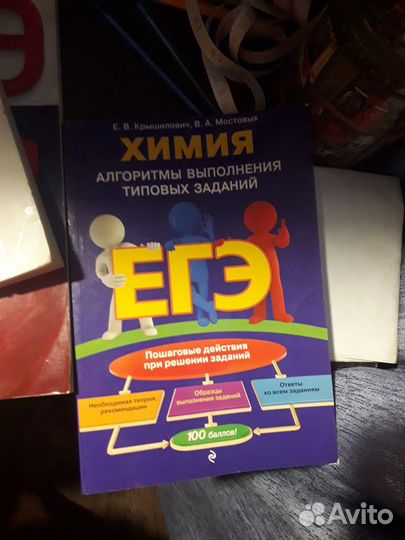 Е. В. Крышилович, В. А. Мостовых
ХИМИЯ
АЛГОРИТМЫ ВЫПОЛНЕНИЯ
ТИПОВЫХ ЗАДАНИЙ
ЕГЭ
Пошаговые действия
при решении заданий
Необходимая теория,
рекомендации
Образцы
выполнения заданий
Ответы
ко всем заданиям
100 баллов!
Avito